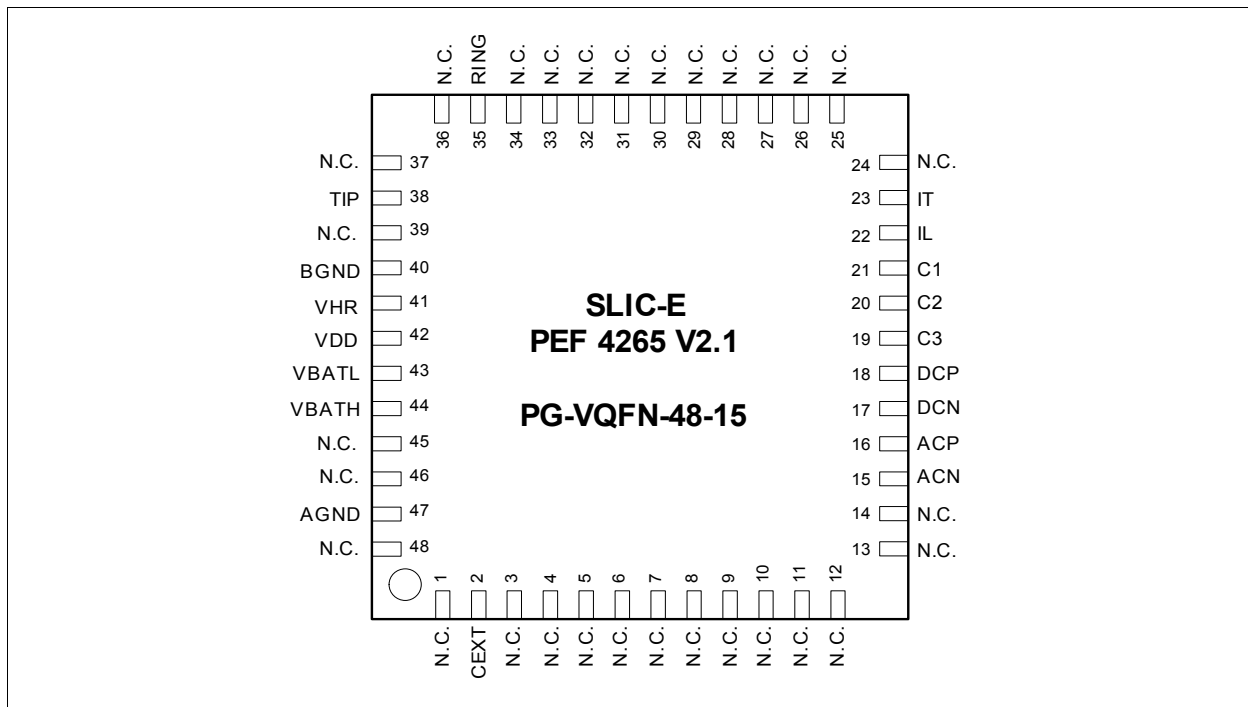 N.C. RING N.C. N.C. N.C. N.C. N.C. N.C. N.C. N.C. N.C. N.C.
36 35 34 33 32 31 30 29 28 27 26 25
N.C. 37 24 N.C.
TIP 38 23 IT
N.C. 39 22 IL
BGND 40 21 C1
VHR 41 20 C2
VDD 42 19 C3
VBATL 43 18 DCP
VBATH 44 17 DCN
N.C. 45 16 ACP
N.C. 46 15 ACN
AGND 47 14 N.C.
N.C. 48 13 N.C.
SLIC-E
PEF 4265 V2.1
PG-VQFN-48-15
1 2 3 4 5 6 7 8 9 10 11 12
N.C. CEXT N.C. N.C. N.C. N.C. N.C. N.C. N.C. N.C. N.C. N.C.